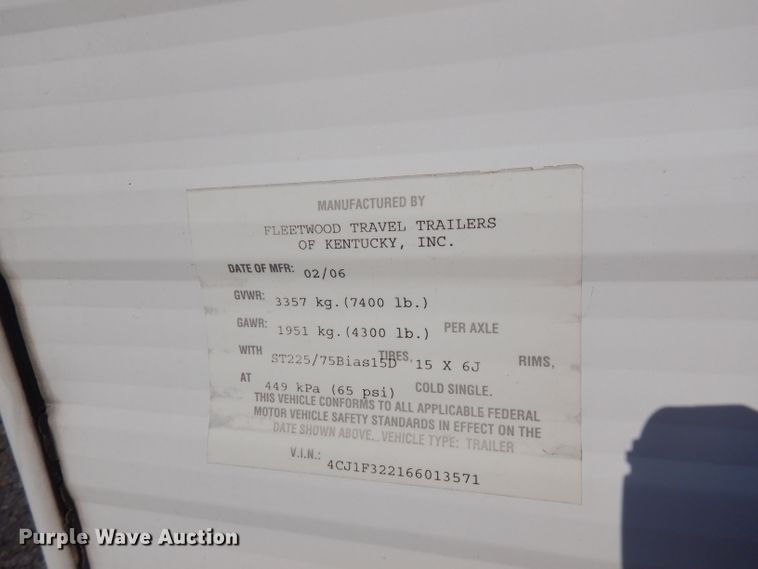 MANUFACTURED BY
FLEETWOOD TRAVEL TRAILERS
OF KENTUCKY, INC.
DATE OF MFR: 02/06
GVWR: 3357 kg.(7400 lb.)
GAWR: 1951 kg.(4300 lb.) PER AXLE
WITH ST225/75Bias15D TIRES, 15 X 6J RIMS,
AT 449 kPa (65 psi) COLD SINGLE.
THIS VEHICLE CONFORMS TO ALL APPLICABLE FEDERAL
MOTOR VEHICLE SAFETY STANDARDS IN EFFECT ON THE
DATE SHOWN ABOVE. VEHICLE TYPE: TRAILER
V.I.N.: 4CJ1F322166013571
Purple Wave Auction